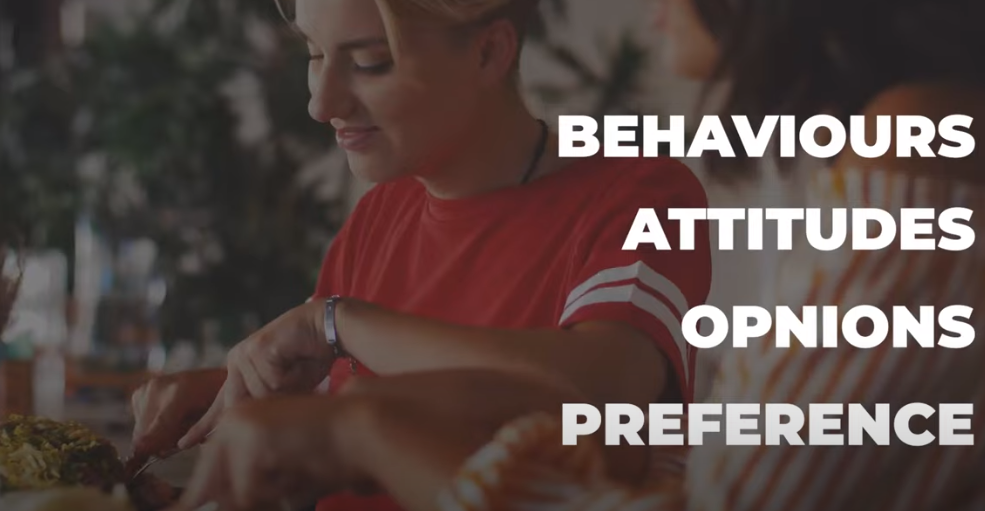 BEHAVIOURS
ATTITUDES
OPNIONS
PREFERENCE